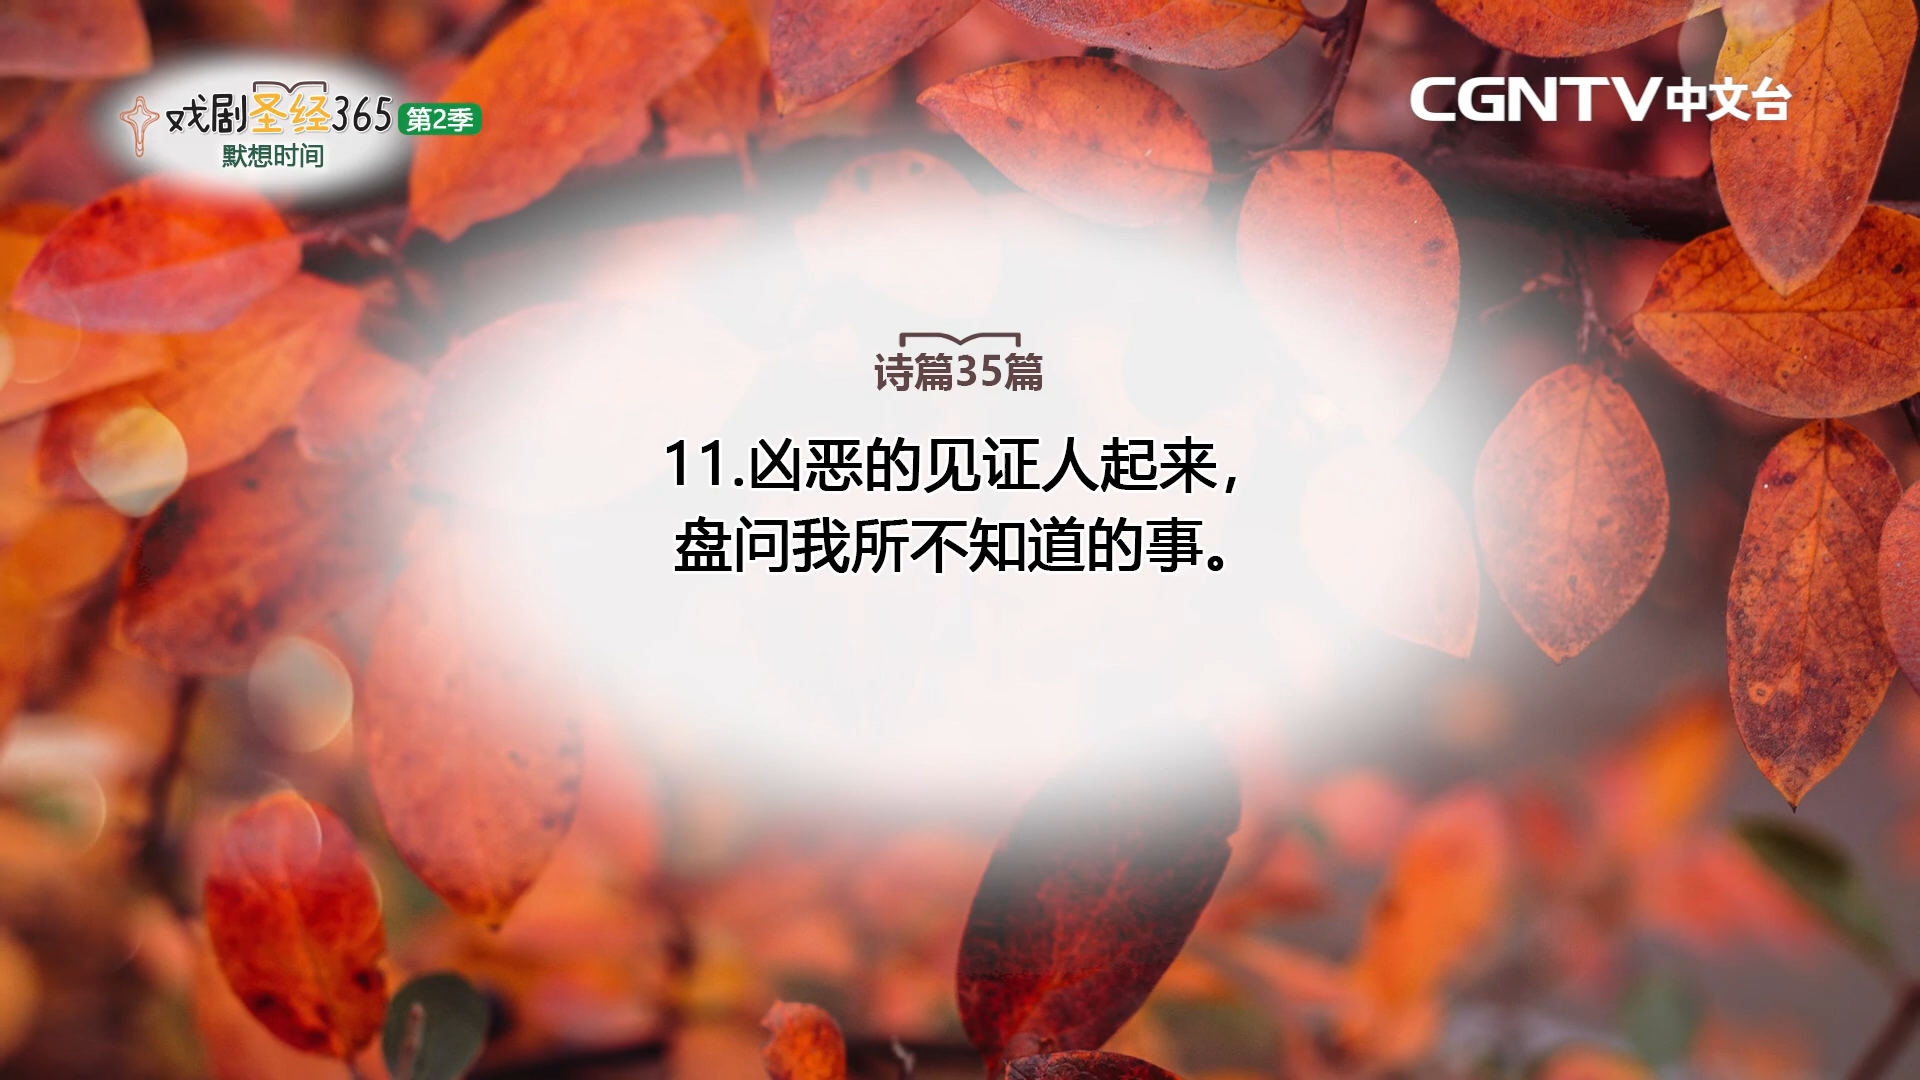 戏剧圣经365 第2季
默想时间
CGNTV中文台
诗篇35篇
11.凶恶的见证人起来，
盘问我所不知道的事。